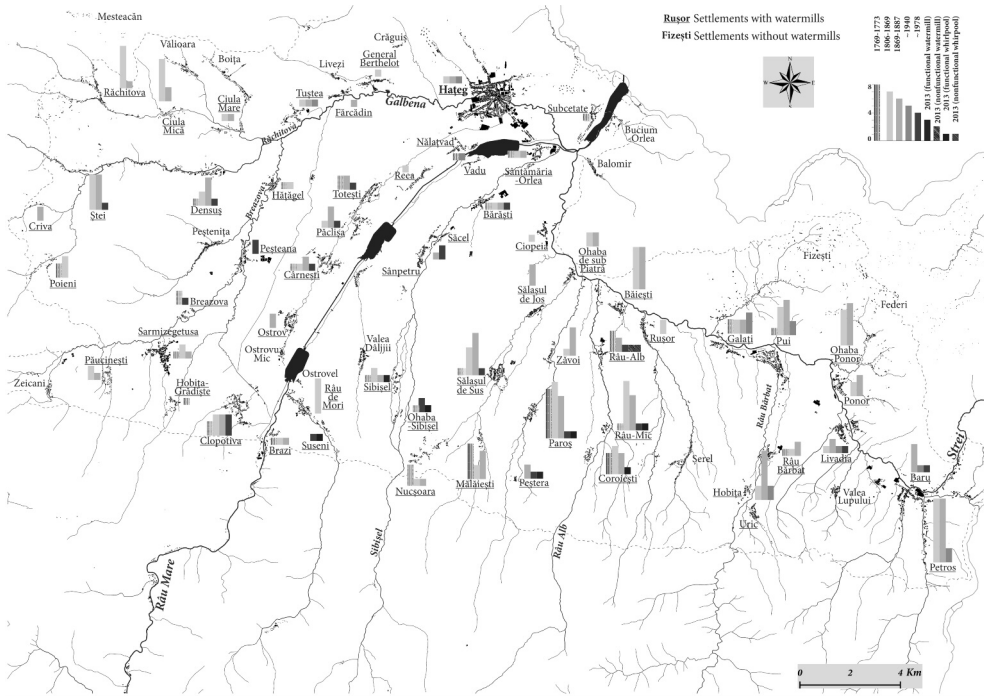 Mesteacăn
Crăguiș
Vălioara
Boița
Livezi
General
Berthelot
Răchitova
Ciula
Mare
Ciula
Mică
Tuștea
Fărcădin
Galbena
Hațeg
Subcetate
Bucium
-Orlea
Răchitova
Nălațvad
Vadu
Sântămăria
-Orlea
Balomir
Reca
Ștei
Densuș
Breazova
Hățăgel
Totești
Criva
Peștenița
Păclișa
Bărăști
Săcel
Ciopeia
Ohaba
de sub
Piatră
Fizești
Peșteana
Cârnești
Sânpetru
Sălașul
de Jos
Băiești
Poieni
Breazova
Federi
Sarmizegetusa
Ostrov
Ostrovu
Mic
Valea
Dâljii
Rușor
Galați
Pui
Ohaba
Ponor
Păucinești
Zeicani
Hobița-
Grădiște
Ostrovel
Râu
de
Mori
Sibișel
Sălașul
de Sus
Zăvoi
Râu-Alb
Râu Bărbat
Ponor
Clopotiva
Brazi
Suseni
Ohaba
-Sibișel
Paroș
Râu-Mic
Șerel
Râu
Bărbat
Livadia
Strei
Nucșoara
Mălăiești
Peștera
Coroiești
Hobița
Uric
Valea
Lupului
Baru
Petros
Râu Mare
Sibișel
Râu Alb
Rușor Settlements with watermills
Fizești Settlements without watermills
N
W
E
S
1769-1773
1806-1869
1869-1887
~1940
~1978
2013 (functional watermill)
2013 (nonfunctional watermill)
2013 (functional whirlpool)
2013 (nonfunctional whirpool)
8
4
0
0 2 4 Km